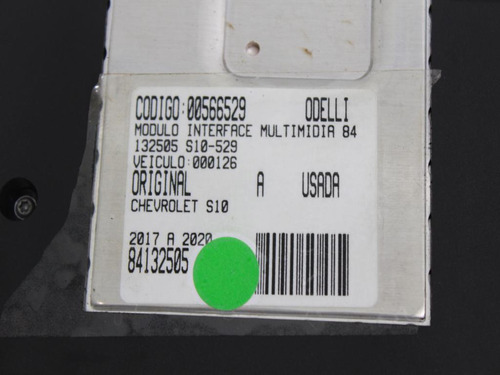 CODIGO:00566529 ODELLI
MODULO INTERFACE MULTIMIDIA 84
132505 S10-529
VEICULO:000126
ORIGINAL A USADA
CHEVROLET S10
2017 A 2020
84132505